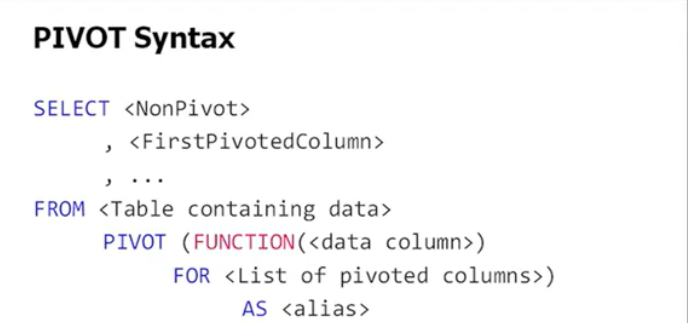 PIVOT Syntax
SELECT <NonPivot>
, <FirstPivotedColumn>
, ...
FROM <Table containing data>
PIVOT (FUNCTION(<data column>)
FOR <List of pivoted columns>)
AS <alias>